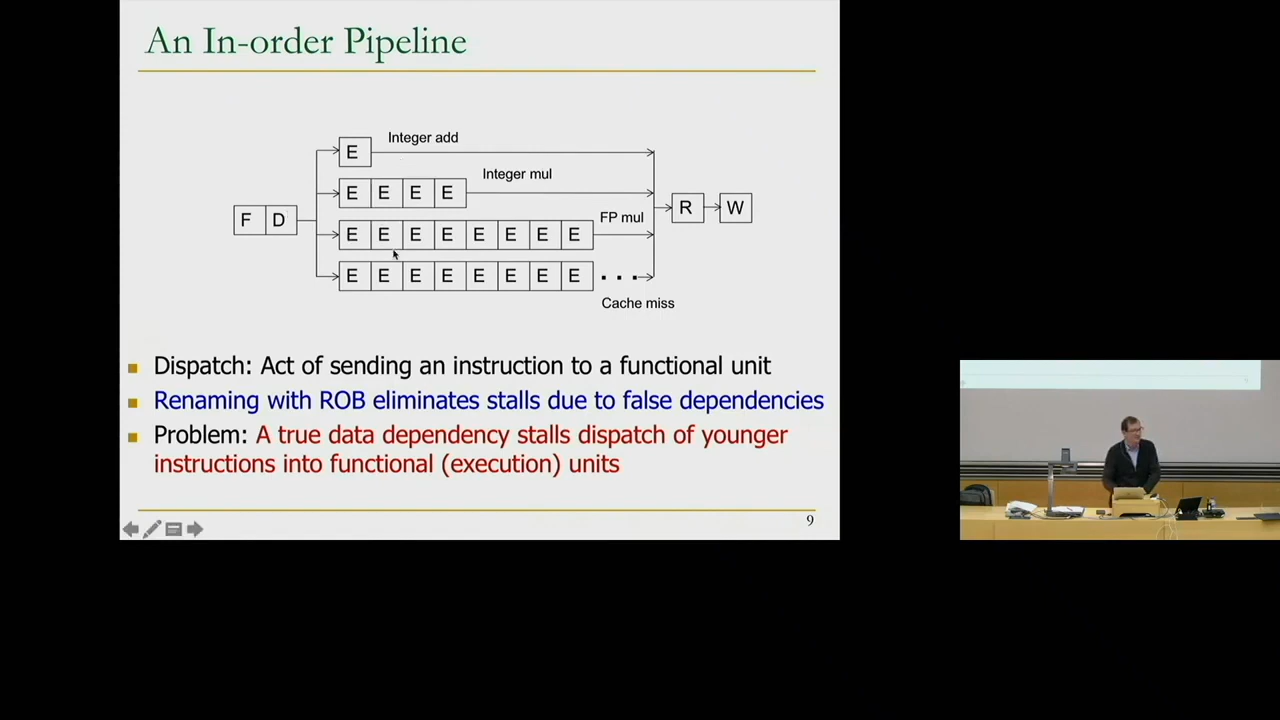 An In-order Pipeline
E
Integer add
E E E E
Integer mul
F D
E E E E E E E E
FP mul
R
W
E E E E E E E E . . .
Cache miss
Dispatch: Act of sending an instruction to a functional unit
Renaming with ROB eliminates stalls due to false dependencies
Problem: A true data dependency stalls dispatch of younger
instructions into functional (execution) units
9